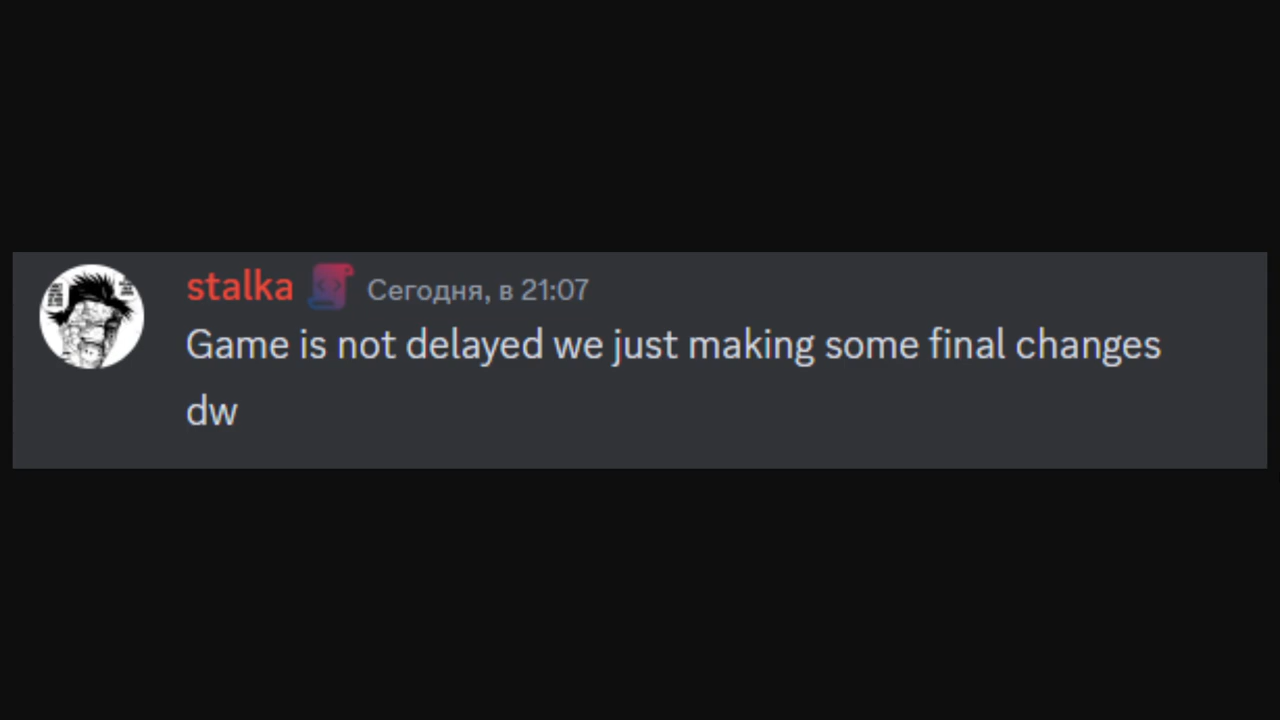 stalka Сегодня, в 21:07
Game is not delayed we just making some final changes
dw